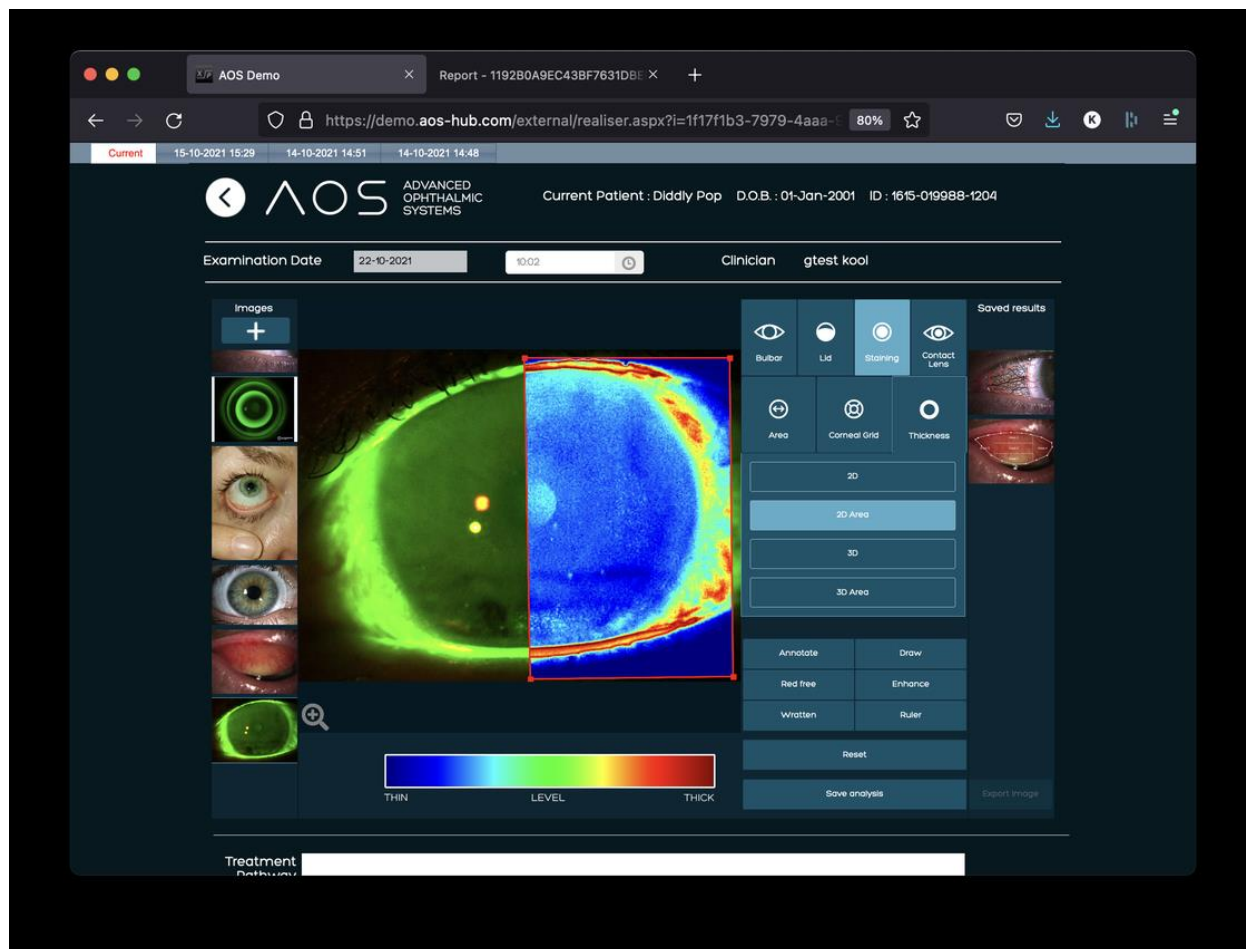 AOS Demo
Report - 1192B0A9EC43BF7631DBE
https://demo.aos-hub.com/external/realiser.aspx?i=1f17f1b3-7979-4aaa-9
80%
K
Current
15-10-2021 15:29
14-10-2021 14:51
14-10-2021 14:48
AOS
ADVANCED
OPHTHALMIC
SYSTEMS
Current Patient : Diddly Pop D.O.B. : 01-Jan-2001 ID : 1615-019988-1204
Examination Date
22-10-2021
10:02
Clinician gtest kool
Images
Bulbar
Lid
Staining
Contact
Lens
Saved results
Area
Corneal Grid
Thickness
2D
2D Area
3D
3D Area
Annotate
Draw
Red free
Enhance
Wratten
Ruler
Reset
Save analysis
Export Image
THIN
LEVEL
THICK
Treatment
Pathway